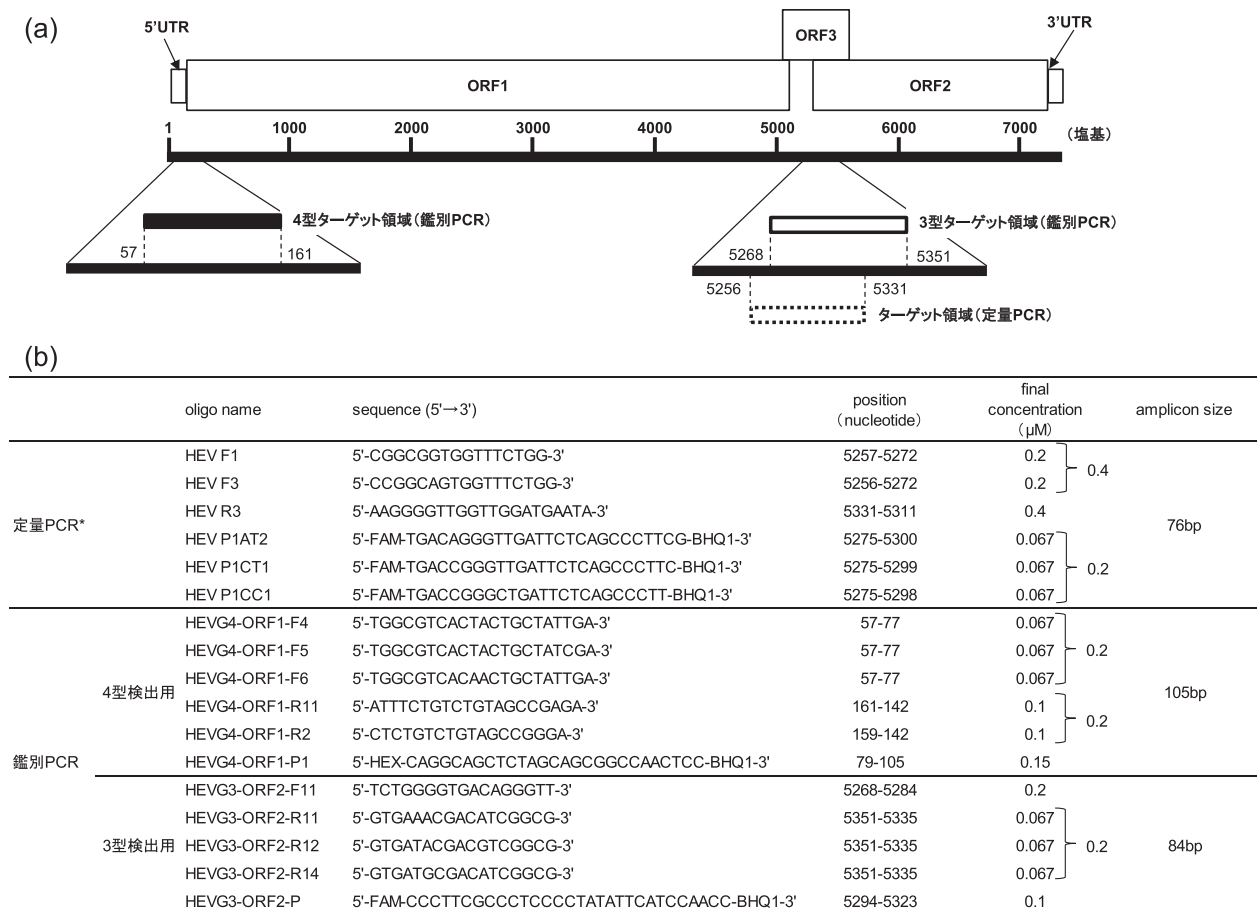 (a)
5'UTR
ORF3
3'UTR
ORF1
ORF2
1 1000 2000 3000 4000 5000 6000 7000 (塩基)
4型ターゲット領域(鑑別PCR)
57 161
3型ターゲット領域(鑑別PCR)
5268 5351
5256 5331
ターゲット領域(定量PCR)
(b)
oligo name sequence (5'→3') position (nucleotide) final concentration (μM) amplicon size
HEV F1 5'-CGGCGGTGGTTTCTGG-3' 5257-5272 0.2
0.4
HEV F3 5'-CCGGCAGTGGTTTCTGG-3' 5256-5272 0.2
HEV R3 5'-AAGGGGTTGGTTGGATGAATA-3' 5331-5311 0.4
定量PCR* 76bp
HEV P1AT2 5'-FAM-TGACAGGGTTGATTCTCAGCCCTTCG-BHQ1-3' 5275-5300 0.067
HEV P1CT1 5'-FAM-TGACCGGGTTGATTCTCAGCCCTTC-BHQ1-3' 5275-5299 0.067 0.2
HEV P1CC1 5'-FAM-TGACCGGGCTGATTCTCAGCCCTT-BHQ1-3' 5275-5298 0.067
HEVG4-ORF1-F4 5'-TGGCGTCACTACTGCTATTGA-3' 57-77 0.067
HEVG4-ORF1-F5 5'-TGGCGTCACTACTGCTATCGA-3' 57-77 0.067 0.2
HEVG4-ORF1-F6 5'-TGGCGTCACAACTGCTATTGA-3' 57-77 0.067
4型検出用 105bp
HEVG4-ORF1-R11 5'-ATTTCTGTCTGTAGCCGAGA-3' 161-142 0.1
0.2
HEVG4-ORF1-R2 5'-CTCTGTCTGTAGCCGGGA-3' 159-142 0.1
鑑別PCR HEVG4-ORF1-P1 5'-HEX-CAGGCAGCTCTAGCAGCGGCCAACTCC-BHQ1-3' 79-105 0.15
HEVG3-ORF2-F11 5'-TCTGGGGTGACAGGGTT-3' 5268-5284 0.2
HEVG3-ORF2-R11 5'-GTGAAACGACATCGGCG-3' 5351-5335 0.067
3型検出用 HEVG3-ORF2-R12 5'-GTGATACGACGTCGGCG-3' 5351-5335 0.067 0.2 84bp
HEVG3-ORF2-R14 5'-GTGATGCGACATCGGCG-3' 5351-5335 0.067
HEVG3-ORF2-P 5'-FAM-CCCTTCGCCCTCCCCTATATTCATCCAACC-BHQ1-3' 5294-5323 0.1